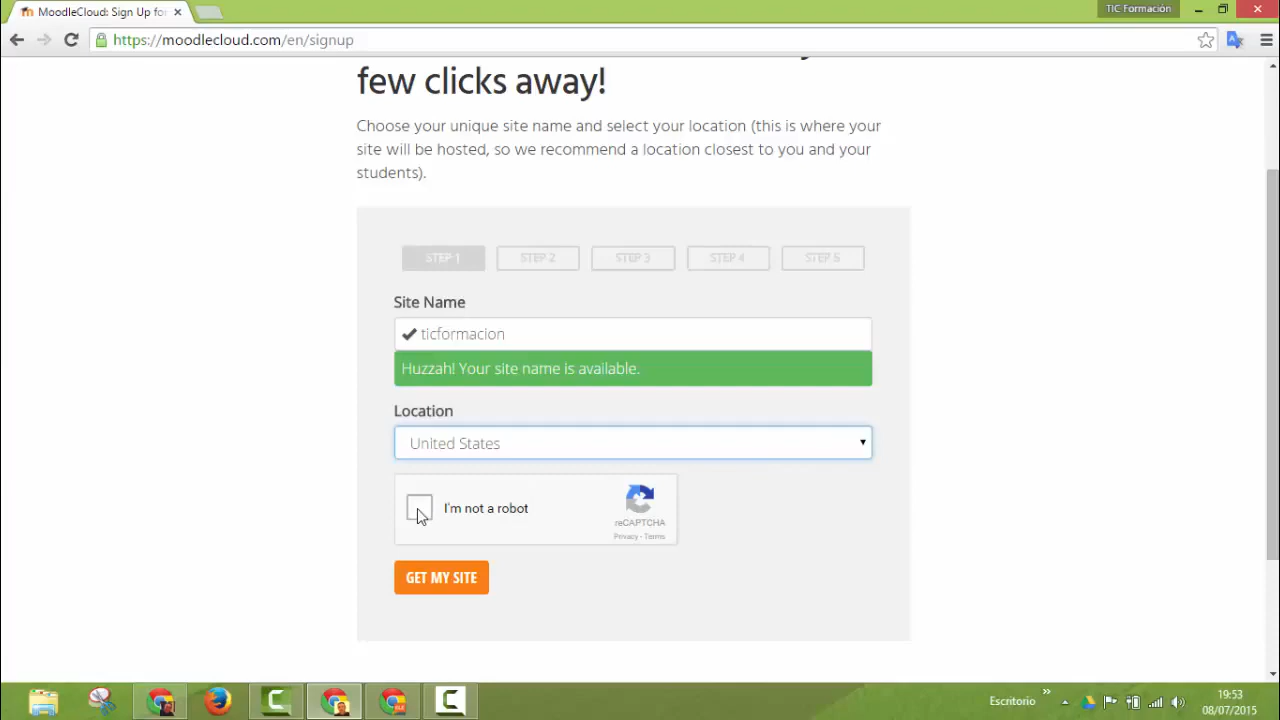 MoodleCloud: Sign Up for
TIC Formación
https://moodlecloud.com/en/signup
few clicks away!
Choose your unique site name and select your location (this is where your
site will be hosted, so we recommend a location closest to you and your
students).
STEP 1 STEP 2 STEP 3 STEP 4 STEP 5
Site Name
ticformacion
Huzzah! Your site name is available.
Location
United States
I'm not a robot
reCAPTCHA
Privacy - Terms
GET MY SITE
Escritorio
19:53
08/07/2015